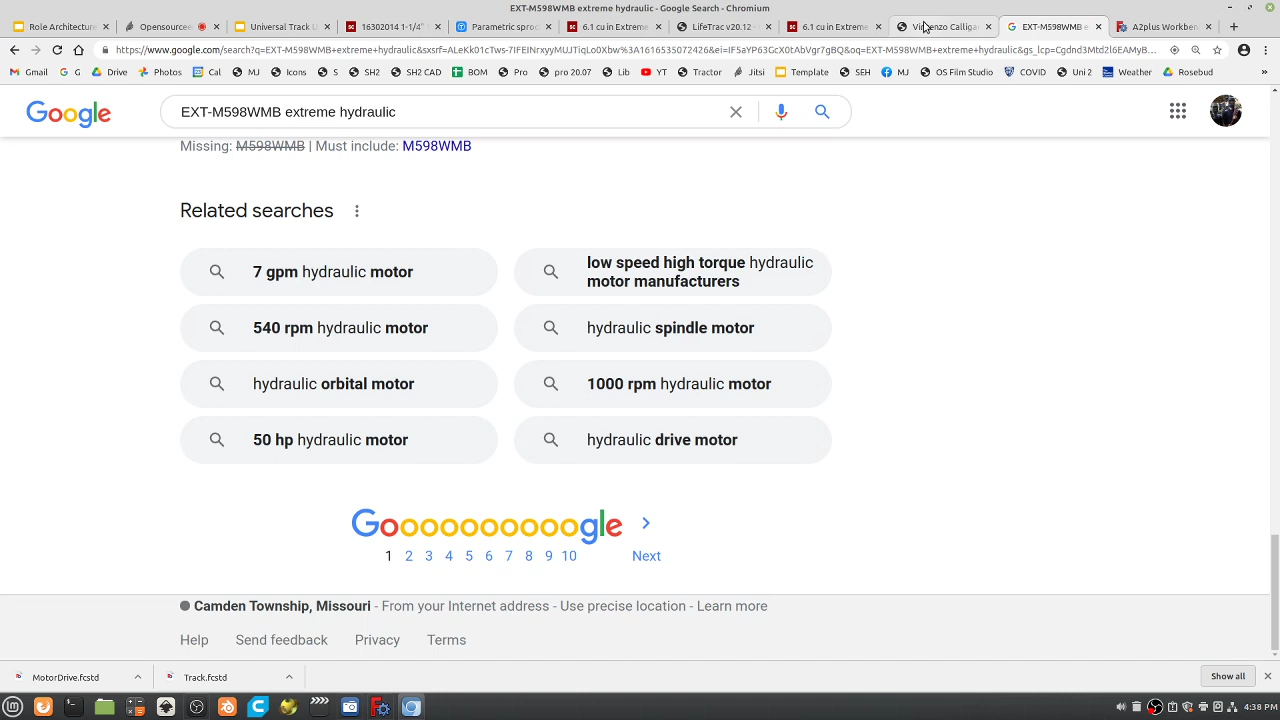 EXT-M598WMB extreme hydraulic - Google Search - Chromium
Role Architecture
Opensource
Universal Track
16302014 1-1/4"
Parametric spro
6.1 cu in Extreme
LifeTrac v20.12
6.1 cu in Extreme
EXT-M598WMB e
A2plus Workben
Gmail
G
Drive
Photos
Cal
MJ
Icons
S
SH2
SH2 CAD
BOM
Pro
pro 20.07
Lib
YT
Tractor
Jitsi
Template
SEH
MJ
OS Film Studio
COVID
Uni 2
Weather
Rosebud
»
Google
EXT-M598WMB extreme hydraulic
Missing: M598WMB | Must include: M598WMB
Related searches
7 gpm hydraulic motor
low speed high torque hydraulic
motor manufacturers
540 rpm hydraulic motor
hydraulic spindle motor
hydraulic orbital motor
1000 rpm hydraulic motor
50 hp hydraulic motor
hydraulic drive motor
Goooooooooogle
1 2 3 4 5 6 7 8 9 10 Next
Camden Township, Missouri - From your Internet address - Use precise location - Learn more
Help Send feedback Privacy Terms
MotorDrive.fcstd
Track.fcstd
Show all
4:38 PM